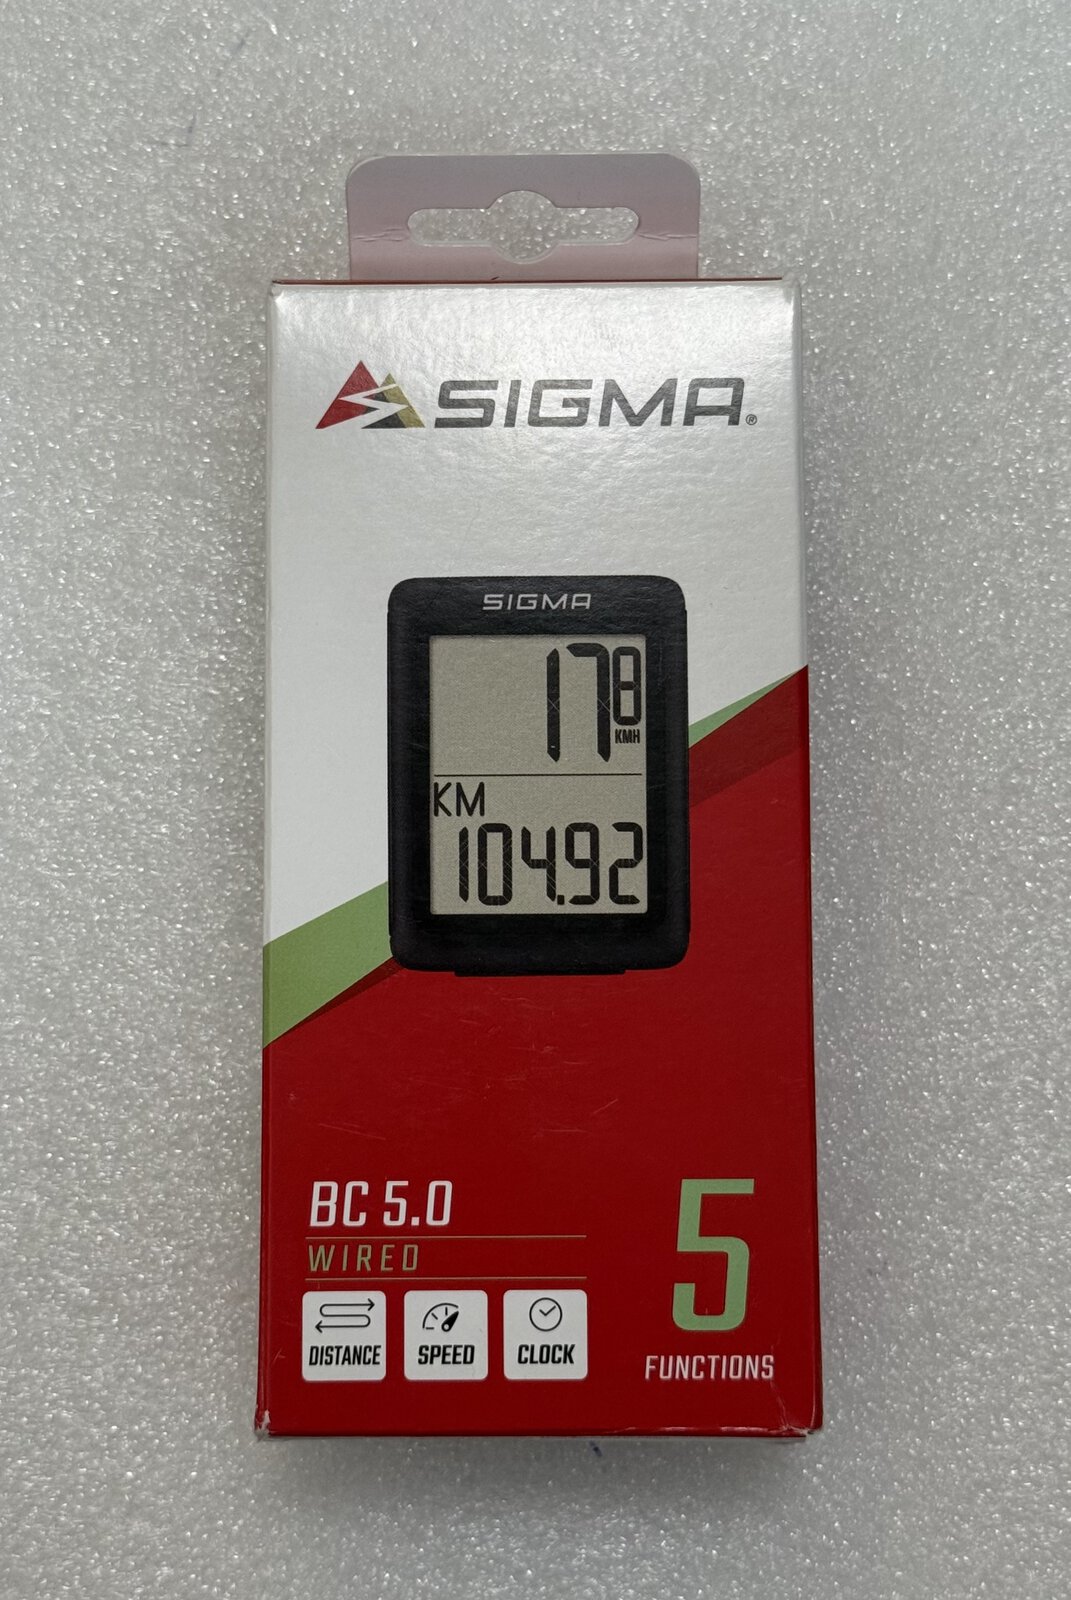 SIGMA®
SIGMA
178
KMH
KM
104.92
BC 5.0
WIRED
5
FUNCTIONS
DISTANCE
SPEED
CLOCK